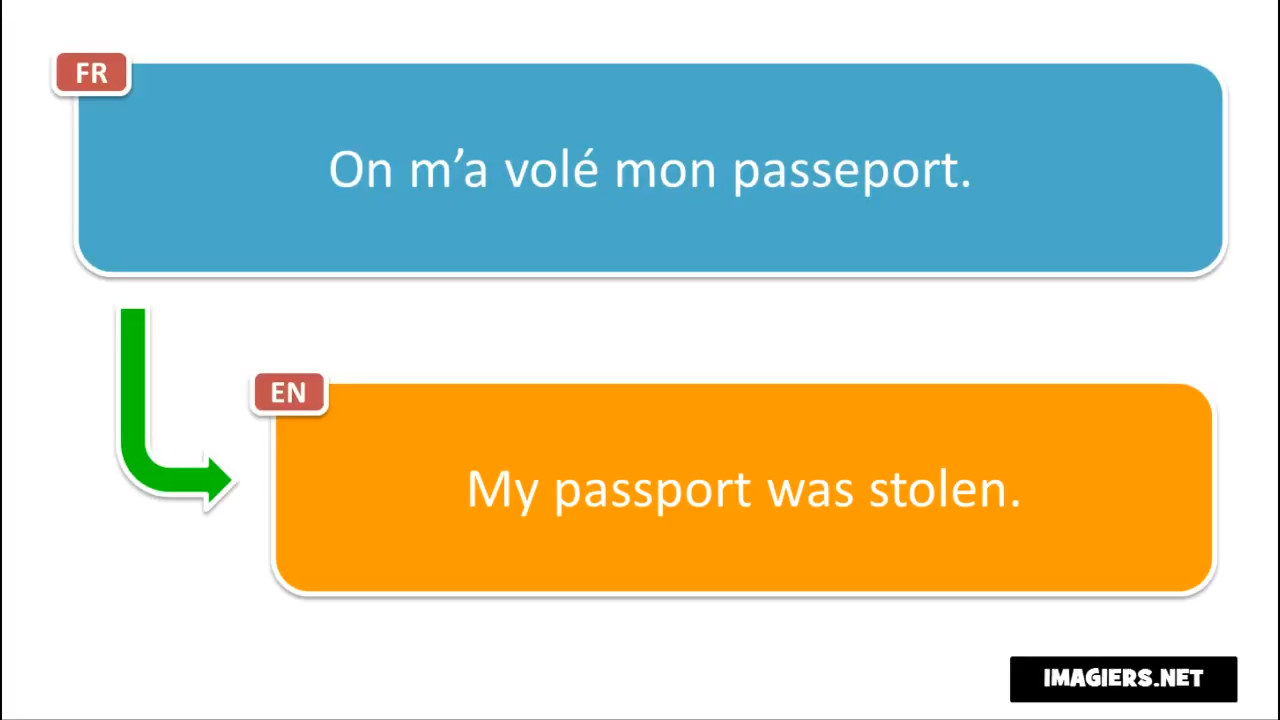 FR
On m’a volé mon passeport.
EN
My passport was stolen.
IMAGIERS.NET